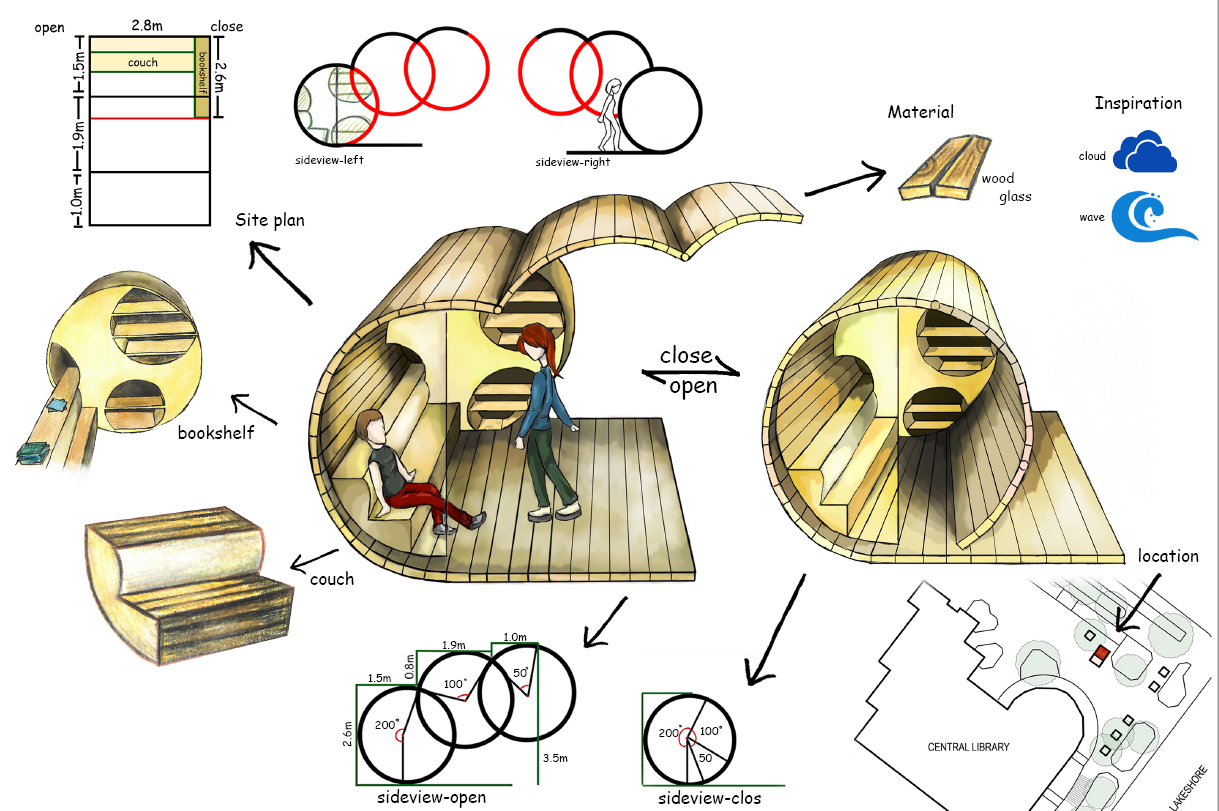 open
2.8m
close
couch
bookshelf
1.5m
2.6m
1.9m
1.0m
Site plan
sideview-left
sideview-right
Material
wood
glass
Inspiration
cloud
wave
bookshelf
close
open
couch
location
1.0m
1.9m
0.8m
1.5m
50°
100°
200°
2.6m
3.5m
sideview-open
200°
100°
50
sideview-clos
CENTRAL LIBRARY
LAKESHORE